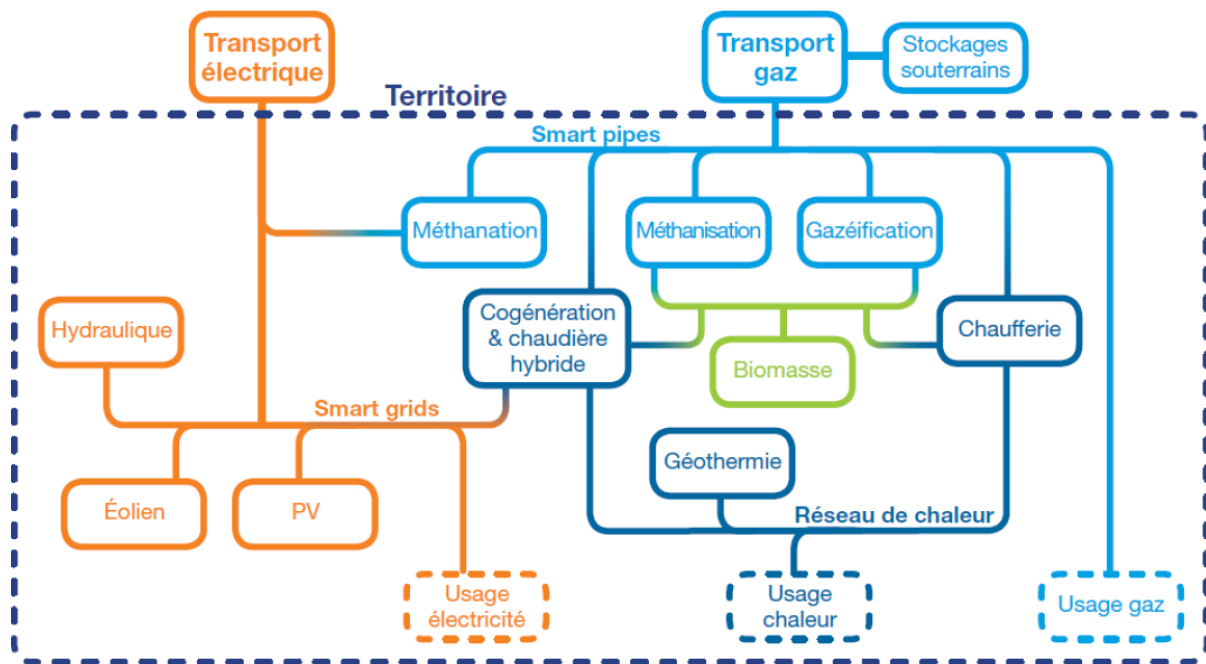 Transport
électrique
Transport
gaz
Stockages
souterrains
Territoire
Smart pipes
Méthanation
Méthanisation
Gazéification
Hydraulique
Cogénération
& chaudière
hybride
Chaufferie
Biomasse
Smart grids
Géothermie
Éolien
PV
Réseau de chaleur
Usage
électricité
Usage
chaleur
Usage gaz